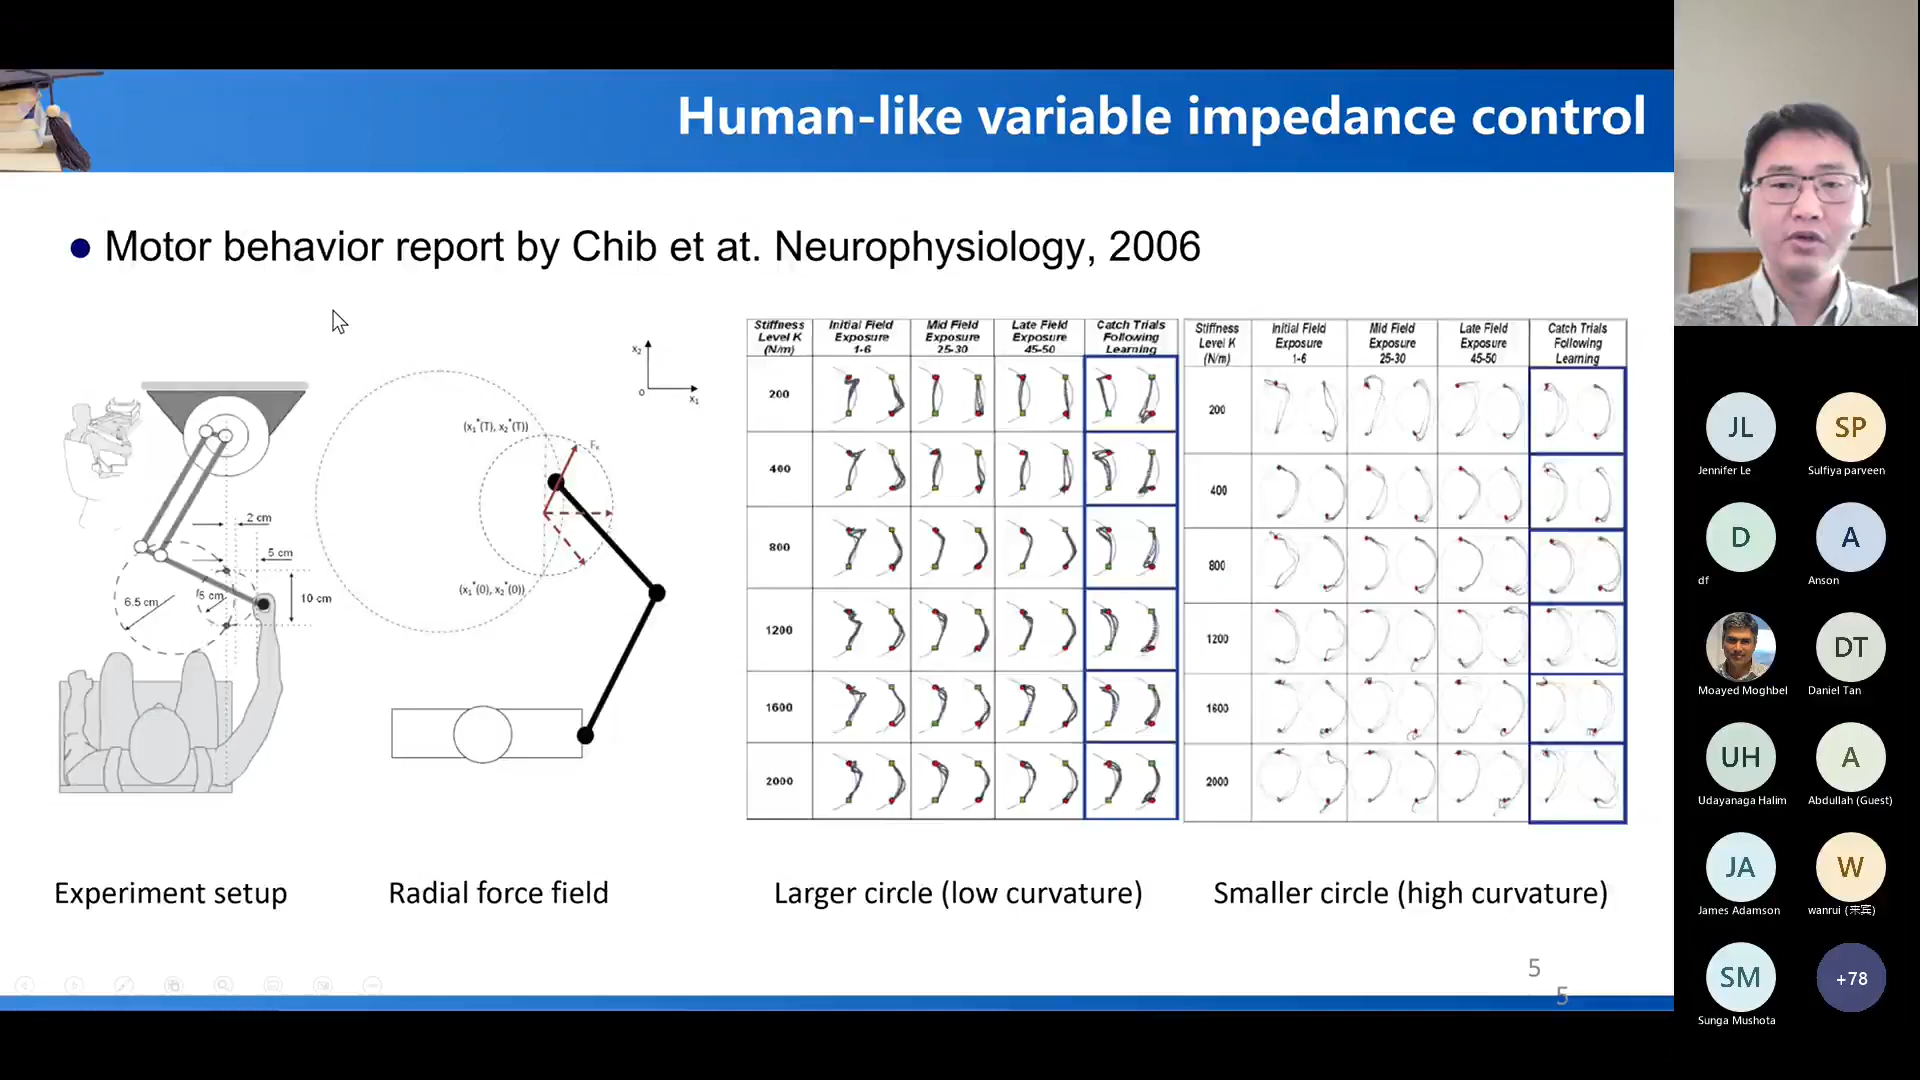 Human-like variable impedance control
Motor behavior report by Chib et at. Neurophysiology, 2006
2 cm
5 cm
6.5 cm
5 cm
10 cm
x2
o
x1
(x1*(T), x2*(T))
(x1*(0), x2*(0))
Stiffness Level K (N/m)
Initial Field Exposure 1-6
Mid Field Exposure 25-30
Late Field Exposure 45-50
Catch Trials Following Learning
200
400
800
1200
1600
2000
Stiffness Level K (N/m)
Initial Field Exposure 1-6
Mid Field Exposure 25-30
Late Field Exposure 45-50
Catch Trials Following Learning
200
400
800
1200
1600
2000
Experiment setup
Radial force field
Larger circle (low curvature)
Smaller circle (high curvature)
5
5
JL
Jennifer Le
SP
Sulfiya parveen
D
df
A
Anson
Moayed Moghbel
DT
Daniel Tan
UH
Udayanaga Halim
A
Abdullah (Guest)
JA
James Adamson
W
wanrui (来宾)
SM
Sunga Mushota
+78